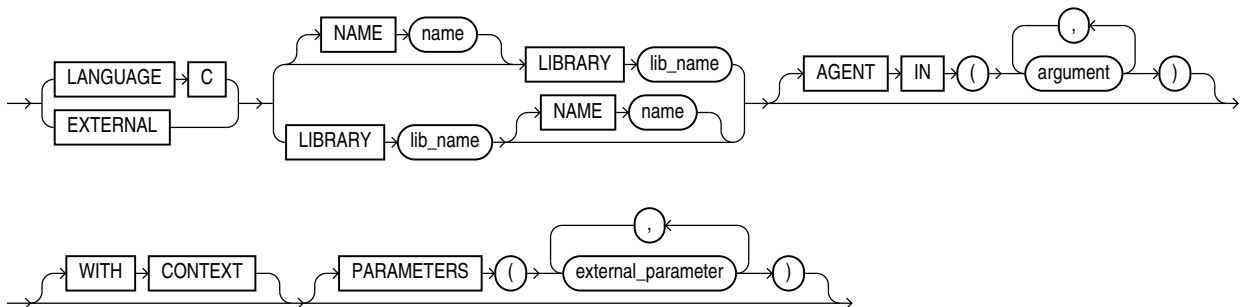 NAME name
,
LANGUAGE C LIBRARY lib_name AGENT IN ( argument )
EXTERNAL NAME name
LIBRARY lib_name
,
WITH CONTEXT PARAMETERS ( external_parameter )